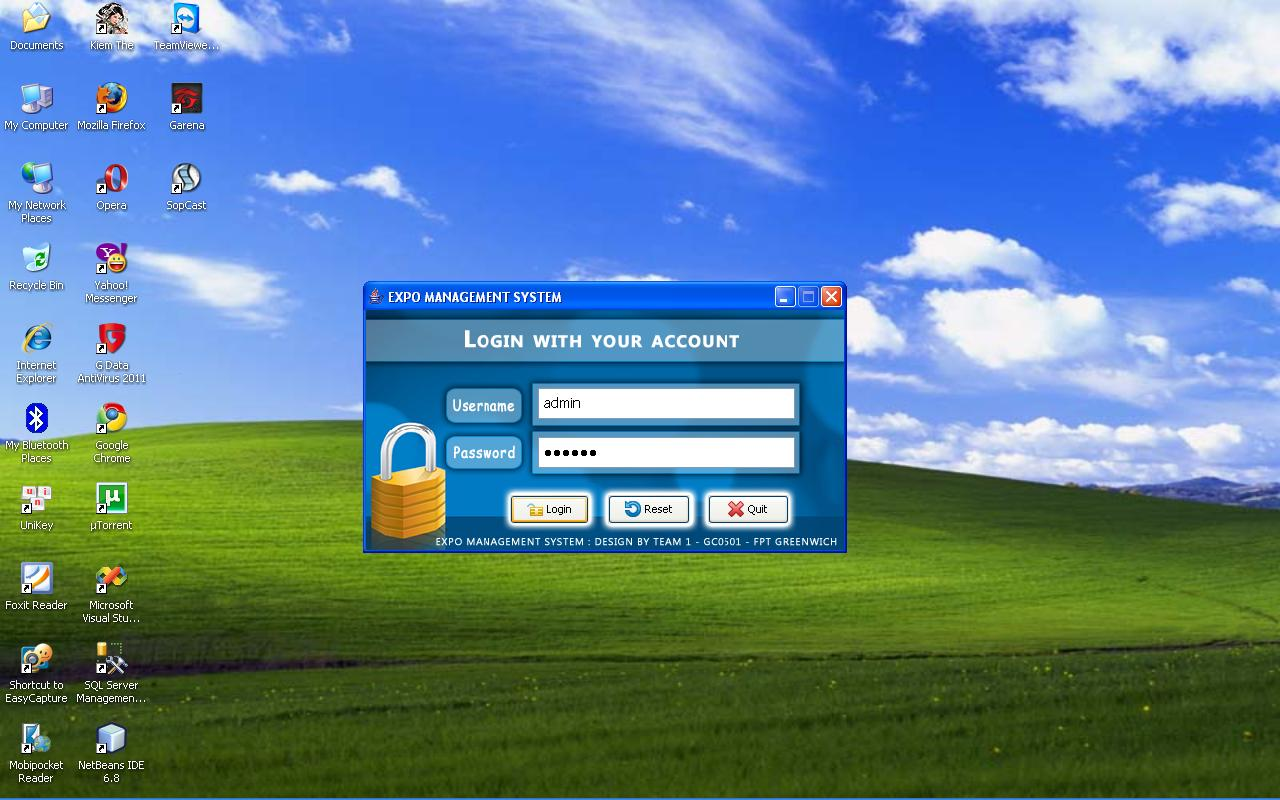 Documents
Kiem The
TeamViewe...
My Computer
Mozilla Firefox
Garena
My Network
Places
Opera
SopCast
Recycle Bin
Yahoo!
Messenger
Internet
Explorer
G Data
AntiVirus 2011
My Bluetooth
Places
Google
Chrome
UniKey
µTorrent
Foxit Reader
Microsoft
Visual Stu...
Shortcut to
EasyCapture
SQL Server
Managemen...
Mobipocket
Reader
NetBeans IDE
6.8
EXPO MANAGEMENT SYSTEM
LOGIN WITH YOUR ACCOUNT
Username
admin
Password
Login
Reset
Quit
EXPO MANAGEMENT SYSTEM : DESIGN BY TEAM 1 - GC0501 - FPT GREENWICH